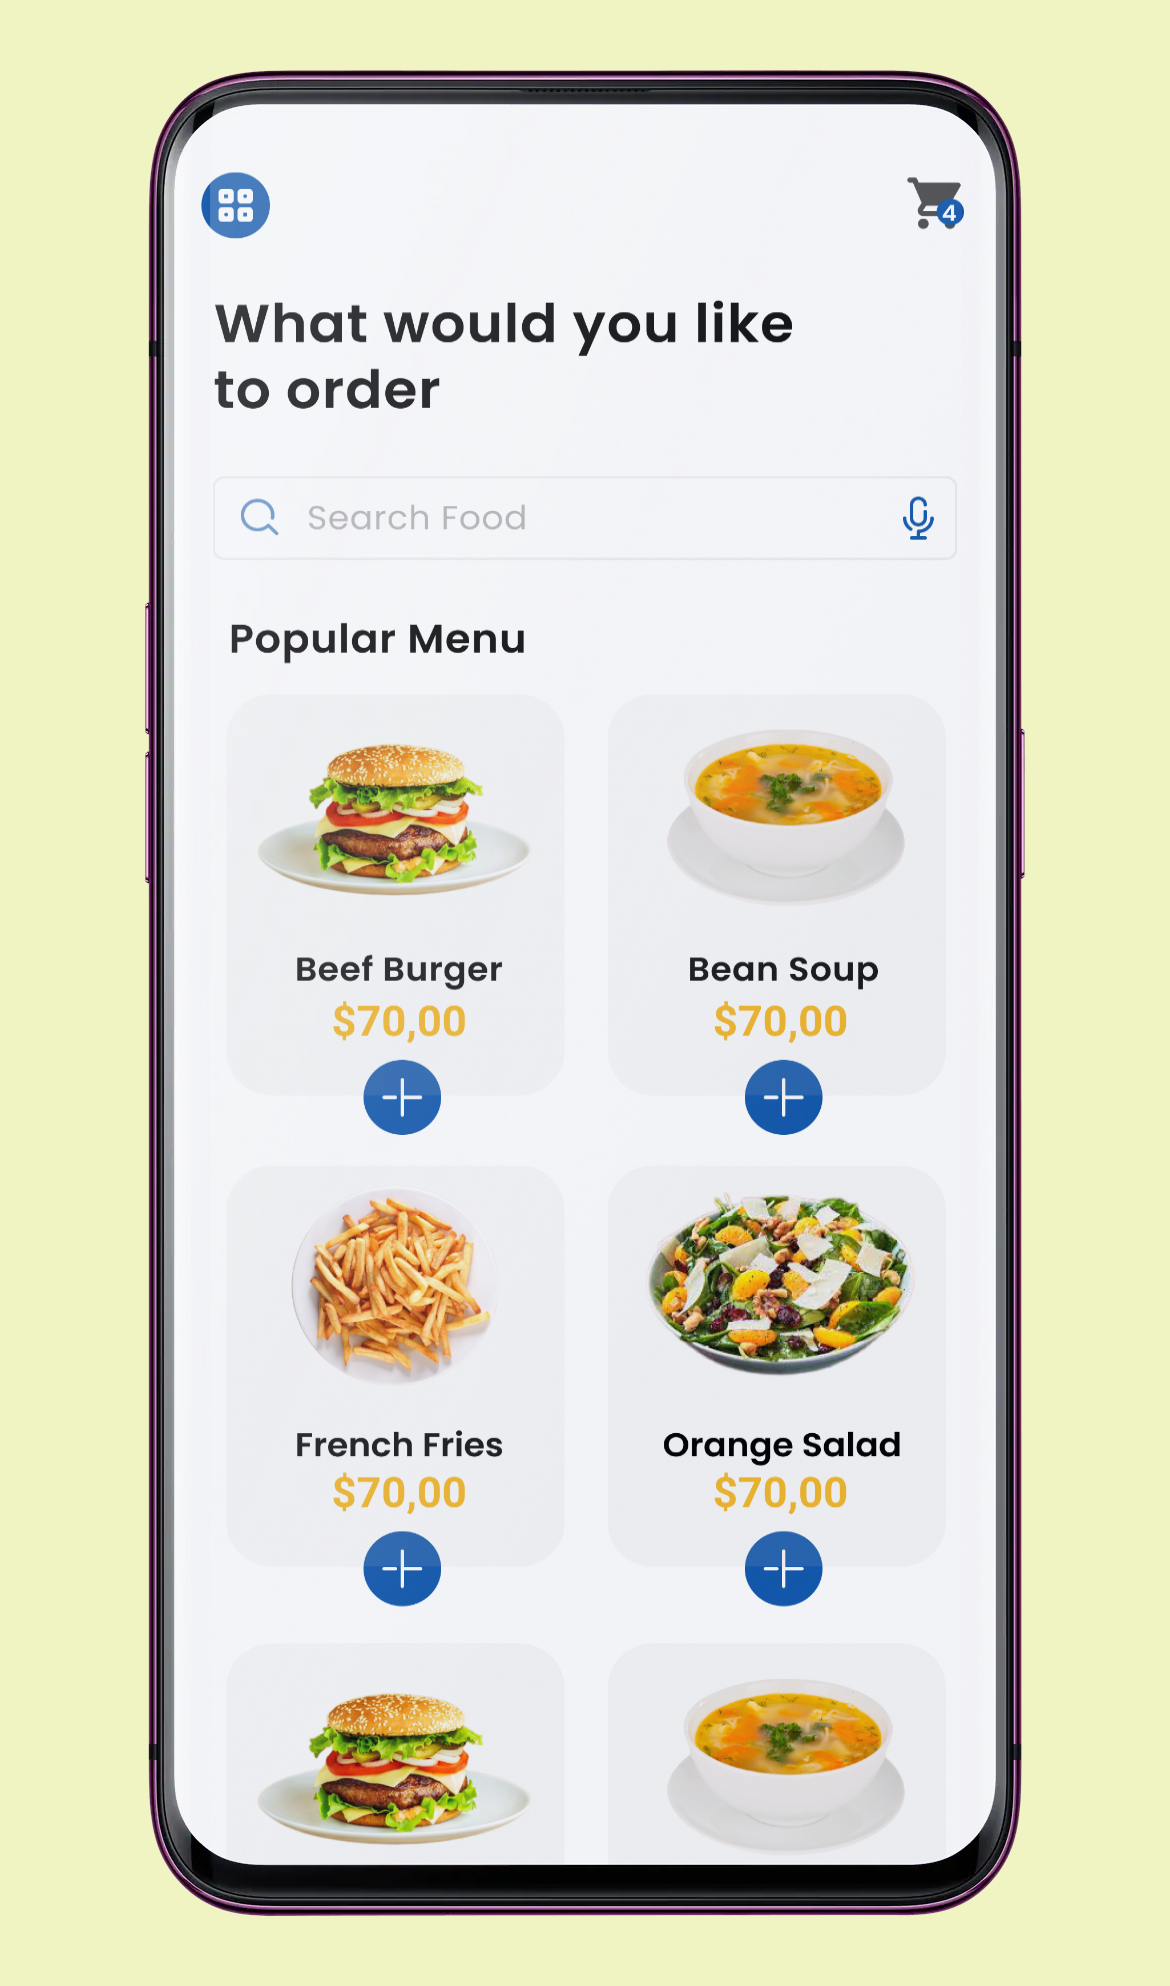 4
What would you like
to order
Search Food
Popular Menu
Beef Burger
$70,00
Bean Soup
$70,00
French Fries
$70,00
Orange Salad
$70,00